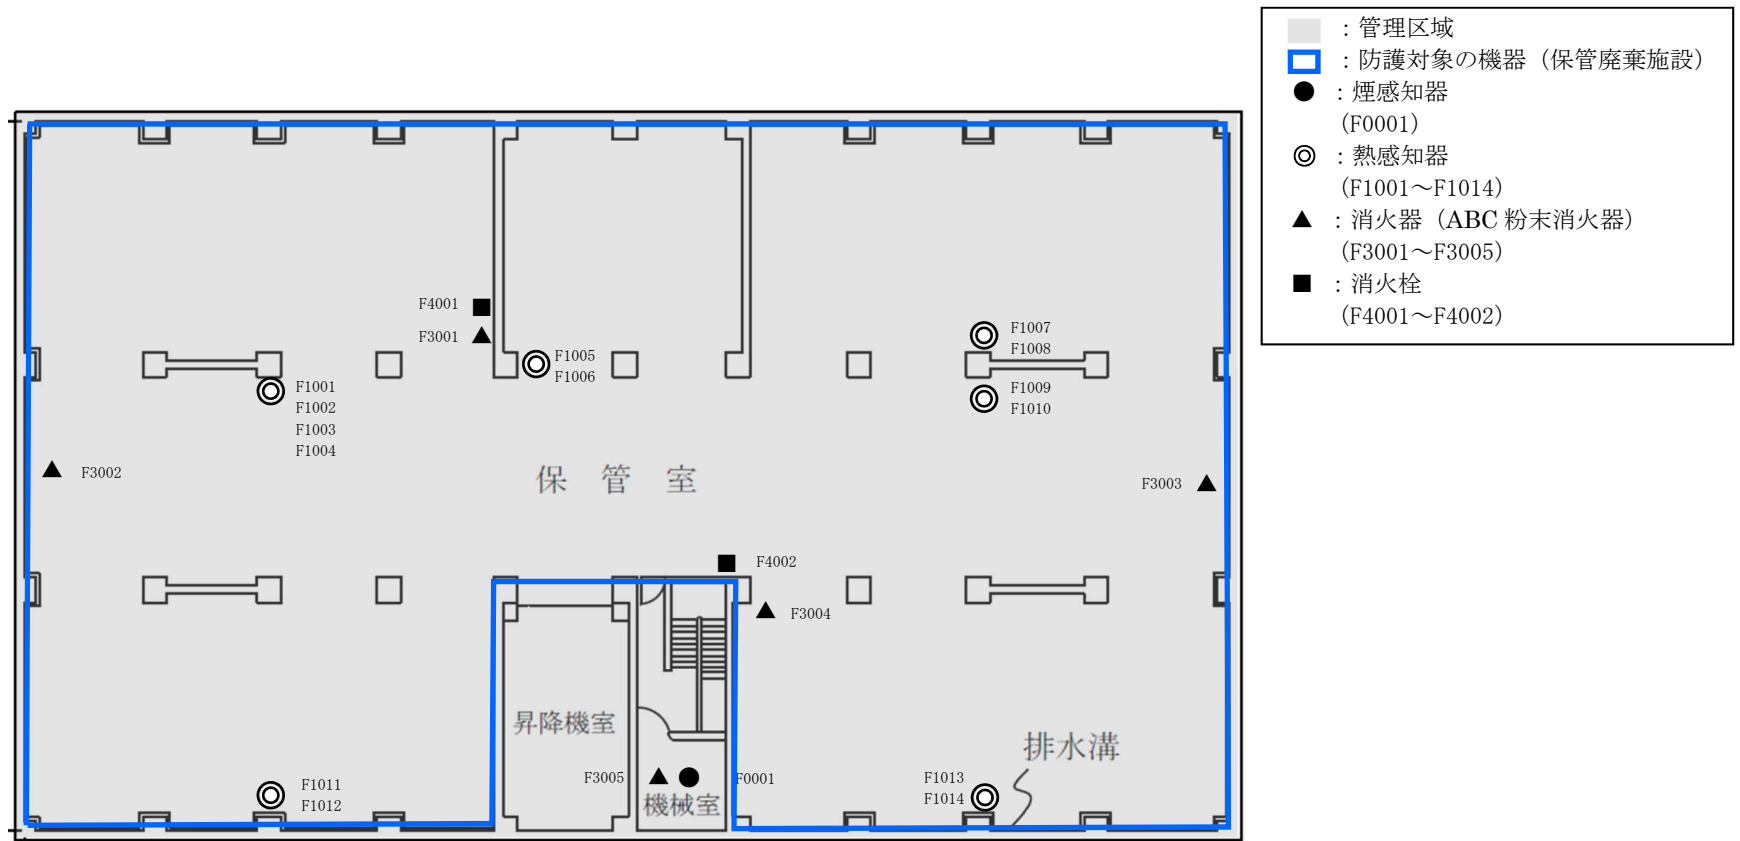 ：管理区域
：防護対象の機器（保管廃棄施設）
：煙感知器
（F0001）
：熱感知器
（F1001～F1014）
：消火器（ABC 粉末消火器）
（F3001～F3005）
：消火栓
（F4001～F4002）
F4001
F3001
F1005
F1006
F1007
F1008
F1001
F1002
F1003
F1004
F1009
F1010
F3002
保 管 室
F3003
F4002
F3004
昇降機室
排水溝
F3005
F0001
機械室
F1011
F1012
F1013
F1014